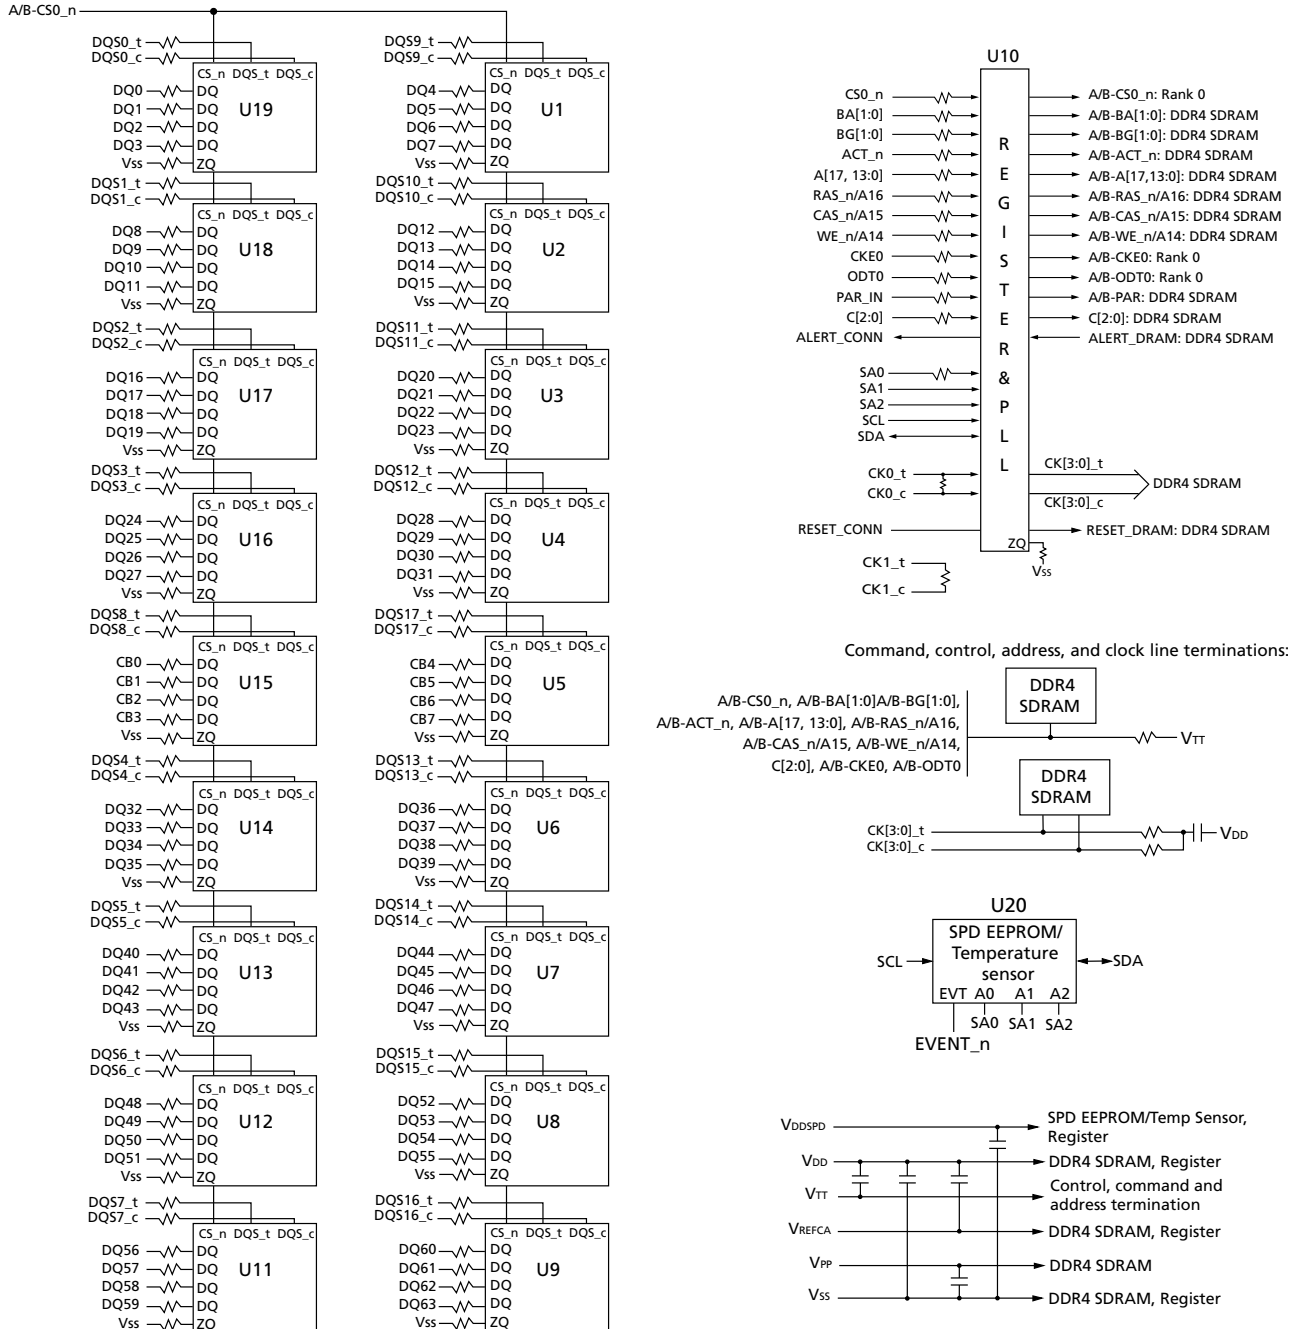 A/B-CS0_n
DQS0_t
DQS0_c
CS_n DQS_t DQS_c
DQ0 DQ
DQ1 DQ U19
DQ2 DQ
DQ3 DQ
Vss ZQ
DQS1_t
DQS1_c
CS_n DQS_t DQS_c
DQ8 DQ
DQ9 DQ U18
DQ10 DQ
DQ11 DQ
Vss ZQ
DQS2_t
DQS2_c
CS_n DQS_t DQS_c
DQ16 DQ
DQ17 DQ U17
DQ18 DQ
DQ19 DQ
Vss ZQ
DQS3_t
DQS3_c
CS_n DQS_t DQS_c
DQ24 DQ
DQ25 DQ U16
DQ26 DQ
DQ27 DQ
Vss ZQ
DQS8_t
DQS8_c
CS_n DQS_t DQS_c
CB0 DQ
CB1 DQ U15
CB2 DQ
CB3 DQ
Vss ZQ
DQS4_t
DQS4_c
CS_n DQS_t DQS_c
DQ32 DQ
DQ33 DQ U14
DQ34 DQ
DQ35 DQ
Vss ZQ
DQS5_t
DQS5_c
CS_n DQS_t DQS_c
DQ40 DQ
DQ41 DQ U13
DQ42 DQ
DQ43 DQ
Vss ZQ
DQS6_t
DQS6_c
CS_n DQS_t DQS_c
DQ48 DQ
DQ49 DQ U12
DQ50 DQ
DQ51 DQ
Vss ZQ
DQS7_t
DQS7_c
CS_n DQS_t DQS_c
DQ56 DQ
DQ57 DQ U11
DQ58 DQ
DQ59 DQ
Vss ZQ
DQS9_t
DQS9_c
CS_n DQS_t DQS_c
DQ4 DQ
DQ5 DQ U1
DQ6 DQ
DQ7 DQ
Vss ZQ
DQS10_t
DQS10_c
CS_n DQS_t DQS_c
DQ12 DQ
DQ13 DQ U2
DQ14 DQ
DQ15 DQ
Vss ZQ
DQS11_t
DQS11_c
CS_n DQS_t DQS_c
DQ20 DQ
DQ21 DQ U3
DQ22 DQ
DQ23 DQ
Vss ZQ
DQS12_t
DQS12_c
CS_n DQS_t DQS_c
DQ28 DQ
DQ29 DQ U4
DQ30 DQ
DQ31 DQ
Vss ZQ
DQS17_t
DQS17_c
CS_n DQS_t DQS_c
CB4 DQ
CB5 DQ U5
CB6 DQ
CB7 DQ
Vss ZQ
DQS13_t
DQS13_c
CS_n DQS_t DQS_c
DQ36 DQ
DQ37 DQ U6
DQ38 DQ
DQ39 DQ
Vss ZQ
DQS14_t
DQS14_c
CS_n DQS_t DQS_c
DQ44 DQ
DQ45 DQ U7
DQ46 DQ
DQ47 DQ
Vss ZQ
DQS15_t
DQS15_c
CS_n DQS_t DQS_c
DQ52 DQ
DQ53 DQ U8
DQ54 DQ
DQ55 DQ
Vss ZQ
DQS16_t
DQS16_c
CS_n DQS_t DQS_c
DQ60 DQ
DQ61 DQ U9
DQ62 DQ
DQ63 DQ
Vss ZQ
U10
REGISTER & PLL
CS0_n A/B-CS0_n: Rank 0
BA[1:0] A/B-BA[1:0]: DDR4 SDRAM
BG[1:0] A/B-BG[1:0]: DDR4 SDRAM
ACT_n A/B-ACT_n: DDR4 SDRAM
A[17, 13:0] A/B-A[17,13:0]: DDR4 SDRAM
RAS_n/A16 A/B-RAS_n/A16: DDR4 SDRAM
CAS_n/A15 A/B-CAS_n/A15: DDR4 SDRAM
WE_n/A14 A/B-WE_n/A14: DDR4 SDRAM
CKE0 A/B-CKE0: Rank 0
ODT0 A/B-ODT0: Rank 0
PAR_IN A/B-PAR: DDR4 SDRAM
C[2:0] C[2:0]: DDR4 SDRAM
ALERT_CONN ALERT_DRAM: DDR4 SDRAM
SA0
SA1
SA2
SCL
SDA
CK0_t CK[3:0]_t
DDR4 SDRAM
CK0_c CK[3:0]_c
RESET_CONN RESET_DRAM: DDR4 SDRAM
ZQ
Vss
CK1_t
CK1_c
Command, control, address, and clock line terminations:
DDR4
SDRAM
A/B-CS0_n, A/B-BA[1:0]A/B-BG[1:0],
A/B-ACT_n, A/B-A[17, 13:0], A/B-RAS_n/A16,
A/B-CAS_n/A15, A/B-WE_n/A14,
C[2:0], A/B-CKE0, A/B-ODT0
VTT
DDR4
SDRAM
CK[3:0]_t
CK[3:0]_c
VDD
U20
SPD EEPROM/
Temperature
sensor
SCL SDA
EVT A0 A1 A2
SA0 SA1 SA2
EVENT_n
VDDSPD SPD EEPROM/Temp Sensor,
Register
VDD DDR4 SDRAM, Register
VTT Control, command and
address termination
VREFCA DDR4 SDRAM, Register
VPP DDR4 SDRAM
Vss DDR4 SDRAM, Register